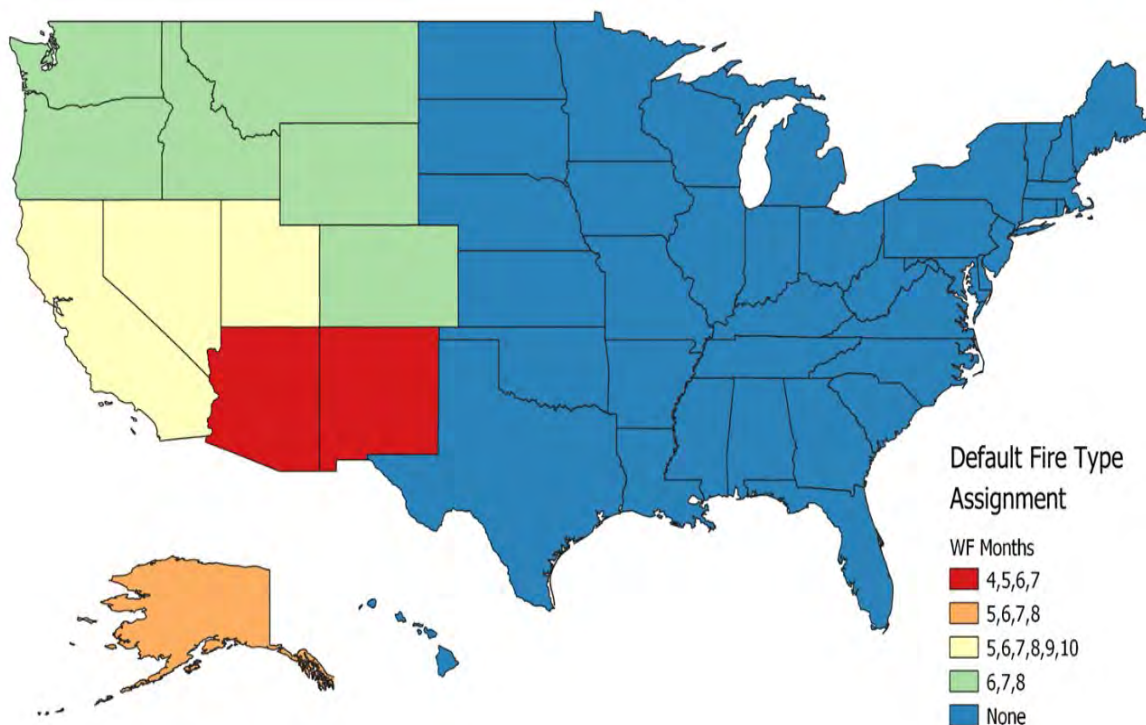 Default Fire Type
Assignment
WF Months
4,5,6,7
5,6,7,8
5,6,7,8,9,10
6,7,8
None